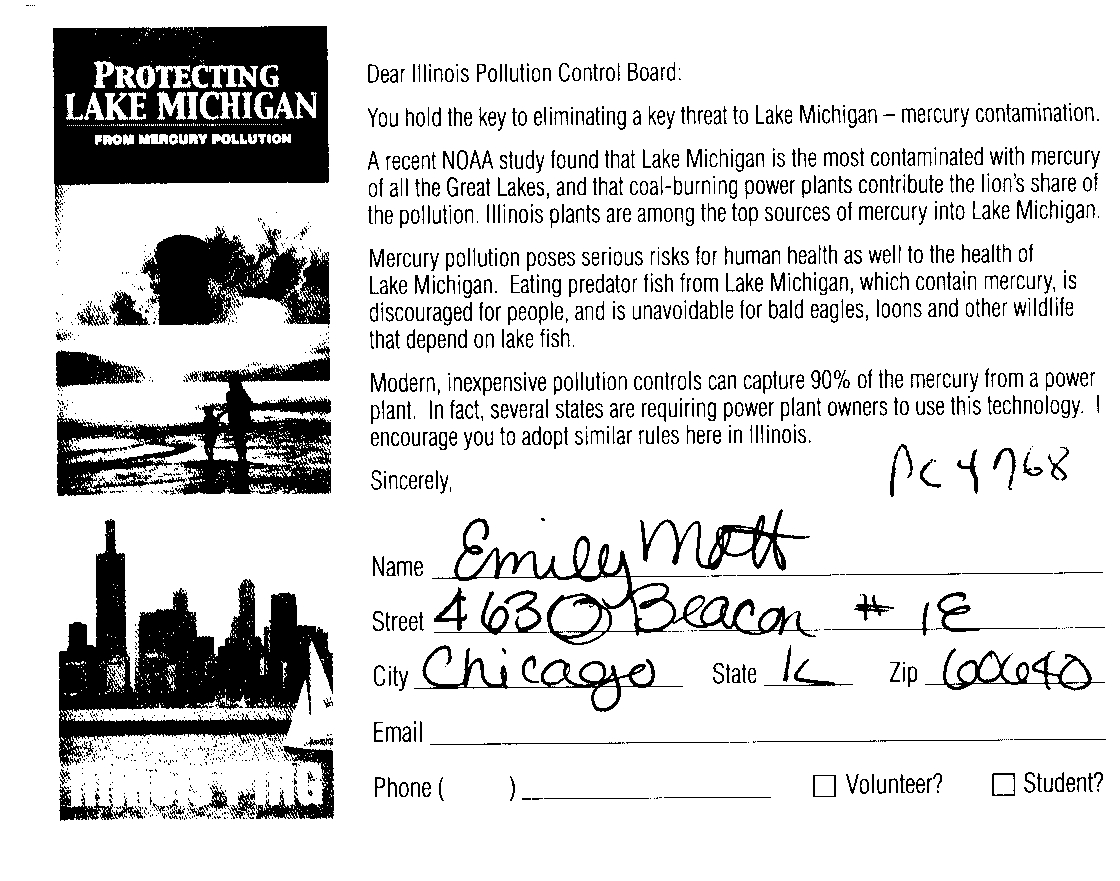 PROTECTING
LAKE MICHIGAN
FROM MERCURY POLLUTION
Dear Illinois Pollution Control Board:
You hold the key to eliminating a key threat to Lake Michigan – mercury contamination.
A recent NOAA study found that Lake Michigan is the most contaminated with mercury
of all the Great Lakes, and that coal-burning power plants contribute the lion's share of
the pollution. Illinois plants are among the top sources of mercury into Lake Michigan.
Mercury pollution poses serious risks for human health as well to the health of
Lake Michigan. Eating predator fish from Lake Michigan, which contain mercury, is
discouraged for people, and is unavoidable for bald eagles, loons and other wildlife
that depend on lake fish.
Modern, inexpensive pollution controls can capture 90% of the mercury from a power
plant. In fact, several states are requiring power plant owners to use this technology. I
encourage you to adopt similar rules here in Illinois.
Sincerely,
PC 4768
Name Emily Mott
Street 4630 Beacon # 1E
City Chicago State IL Zip 60640
Email
Phone ( ) Volunteer? Student?
ILLINOIS PIRG